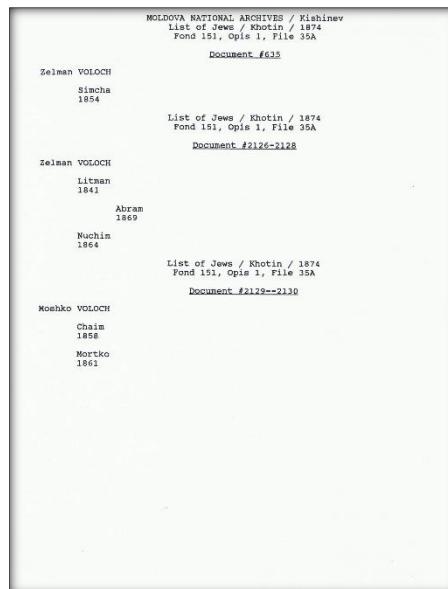 MOLDOVA NATIONAL ARCHIVES / Kishinev
List of Jews / Khotin / 1874
Fond 151, Opis 1, File 35A
Document #635
Zelman VOLOCH
Simcha
1854
List of Jews / Khotin / 1874
Fond 151, Opis 1, File 35A
Document #2126-2128
Zelman VOLOCH
Litman
1841
Abram
1869
Nuchim
1864
List of Jews / Khotin / 1874
Fond 151, Opis 1, File 35A
Document #2129--2130
Moshko VOLOCH
Chaim
1858
Mortko
1861